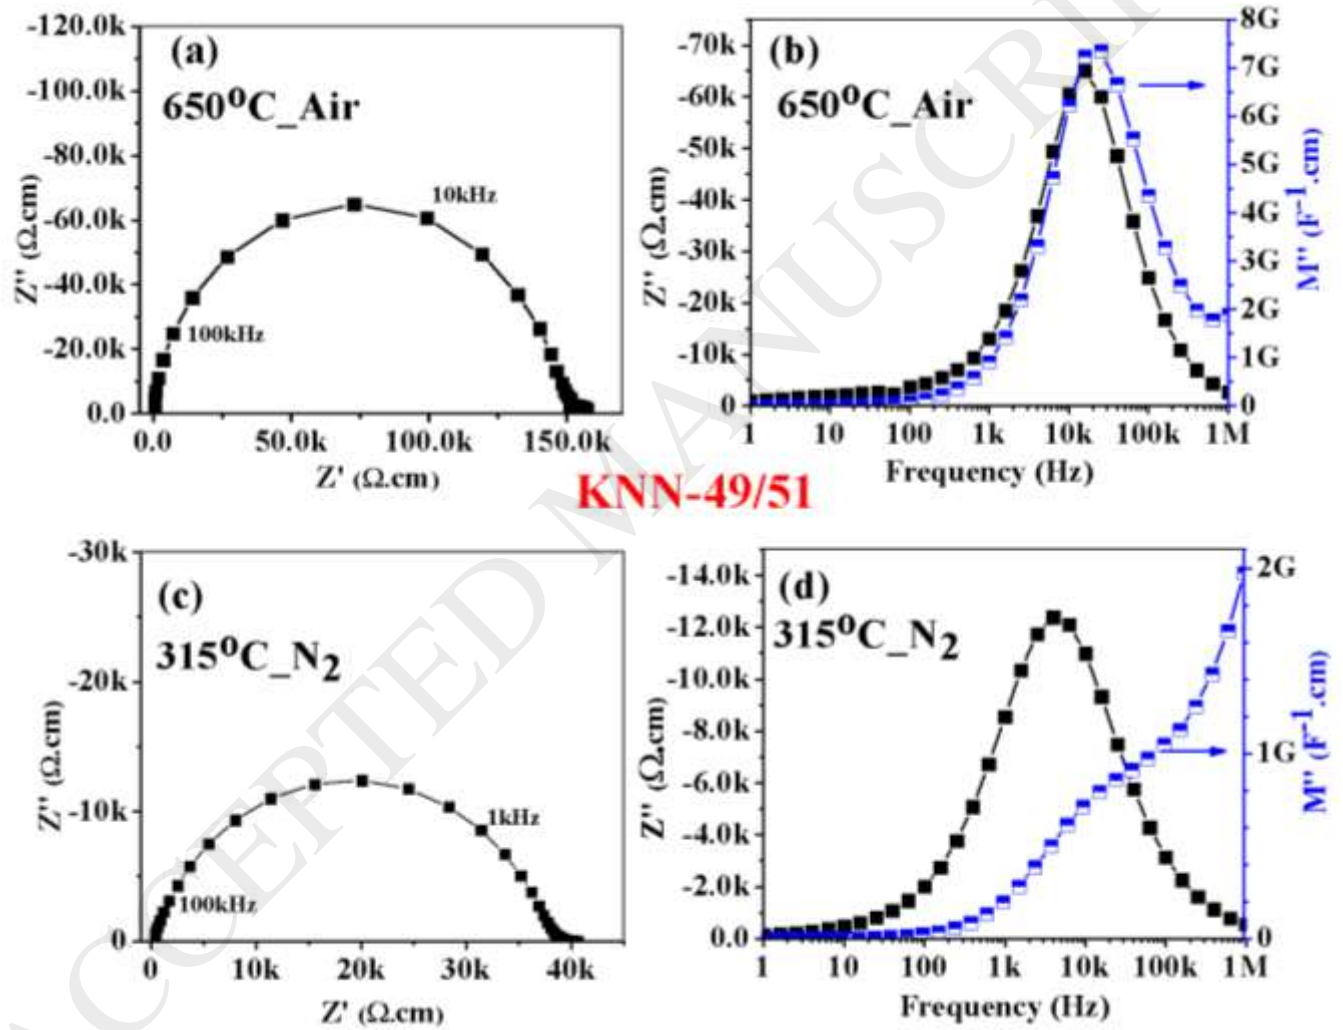 (a)
650⁰C_Air
-120.0k
-100.0k
-80.0k
-60.0k
-40.0k
-20.0k
0.0
Z'' (Ω.cm)
10kHz
100kHz
0.0 50.0k 100.0k 150.0k
Z' (Ω.cm)
(b)
650⁰C_Air
-70k
-60k
-50k
-40k
-30k
-20k
-10k
0
Z'' (Ω.cm)
8G
7G
6G
5G
4G
3G
2G
1G
0
M'' (F⁻¹.cm)
1 10 100 1k 10k 100k 1M
Frequency (Hz)
KNN-49/51
(c)
315⁰C_N₂
-30k
-20k
-10k
0
Z'' (Ω.cm)
1kHz
100kHz
0 10k 20k 30k 40k
Z' (Ω.cm)
(d)
315⁰C_N₂
-14.0k
-12.0k
-10.0k
-8.0k
-6.0k
-4.0k
-2.0k
0.0
Z'' (Ω.cm)
2G
1G
0
M'' (F⁻¹.cm)
1 10 100 1k 10k 100k 1M
Frequency (Hz)
ACCEPTED MANUSCRI